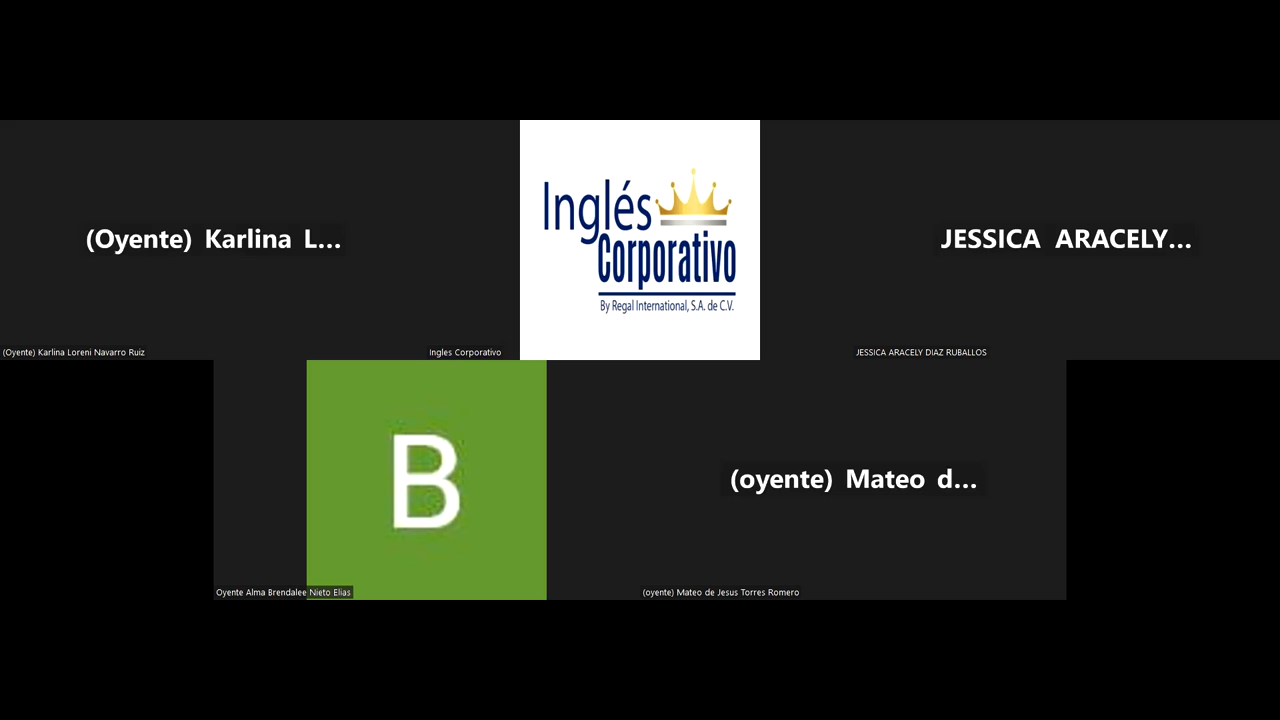 (Oyente) Karlina L...
Inglés
Corporativo
By Regal International, S.A. de C.V.
JESSICA ARACELY...
(Oyente) Karlina Loreni Navarro Ruiz
Ingles Corporativo
JESSICA ARACELY DIAZ RUBALLOS
B
(oyente) Mateo d...
Oyente Alma Brendalee Nieto Elias
(oyente) Mateo de Jesus Torres Romero